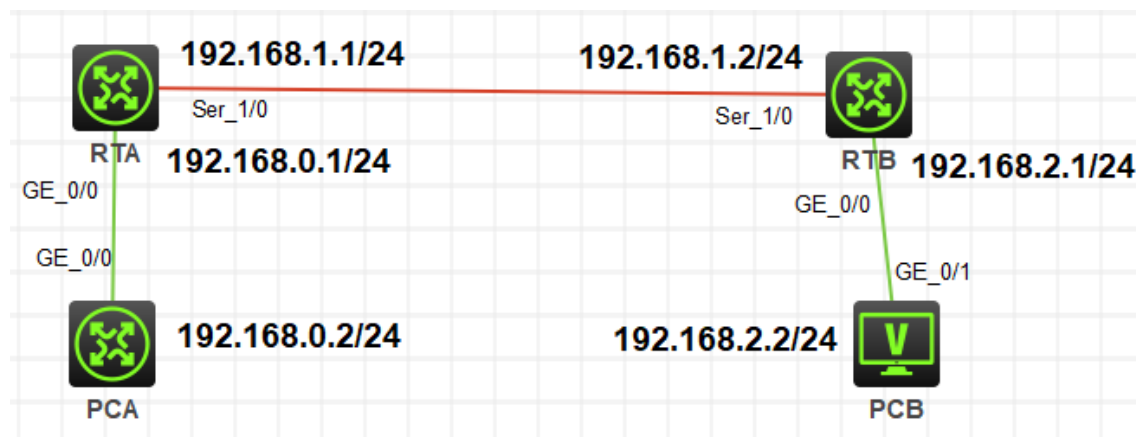 192.168.1.1/24
192.168.1.2/24
Ser_1/0
Ser_1/0
RTA
192.168.0.1/24
RTB
192.168.2.1/24
GE_0/0
GE_0/0
GE_0/0
GE_0/1
192.168.0.2/24
192.168.2.2/24
V
PCA
PCB